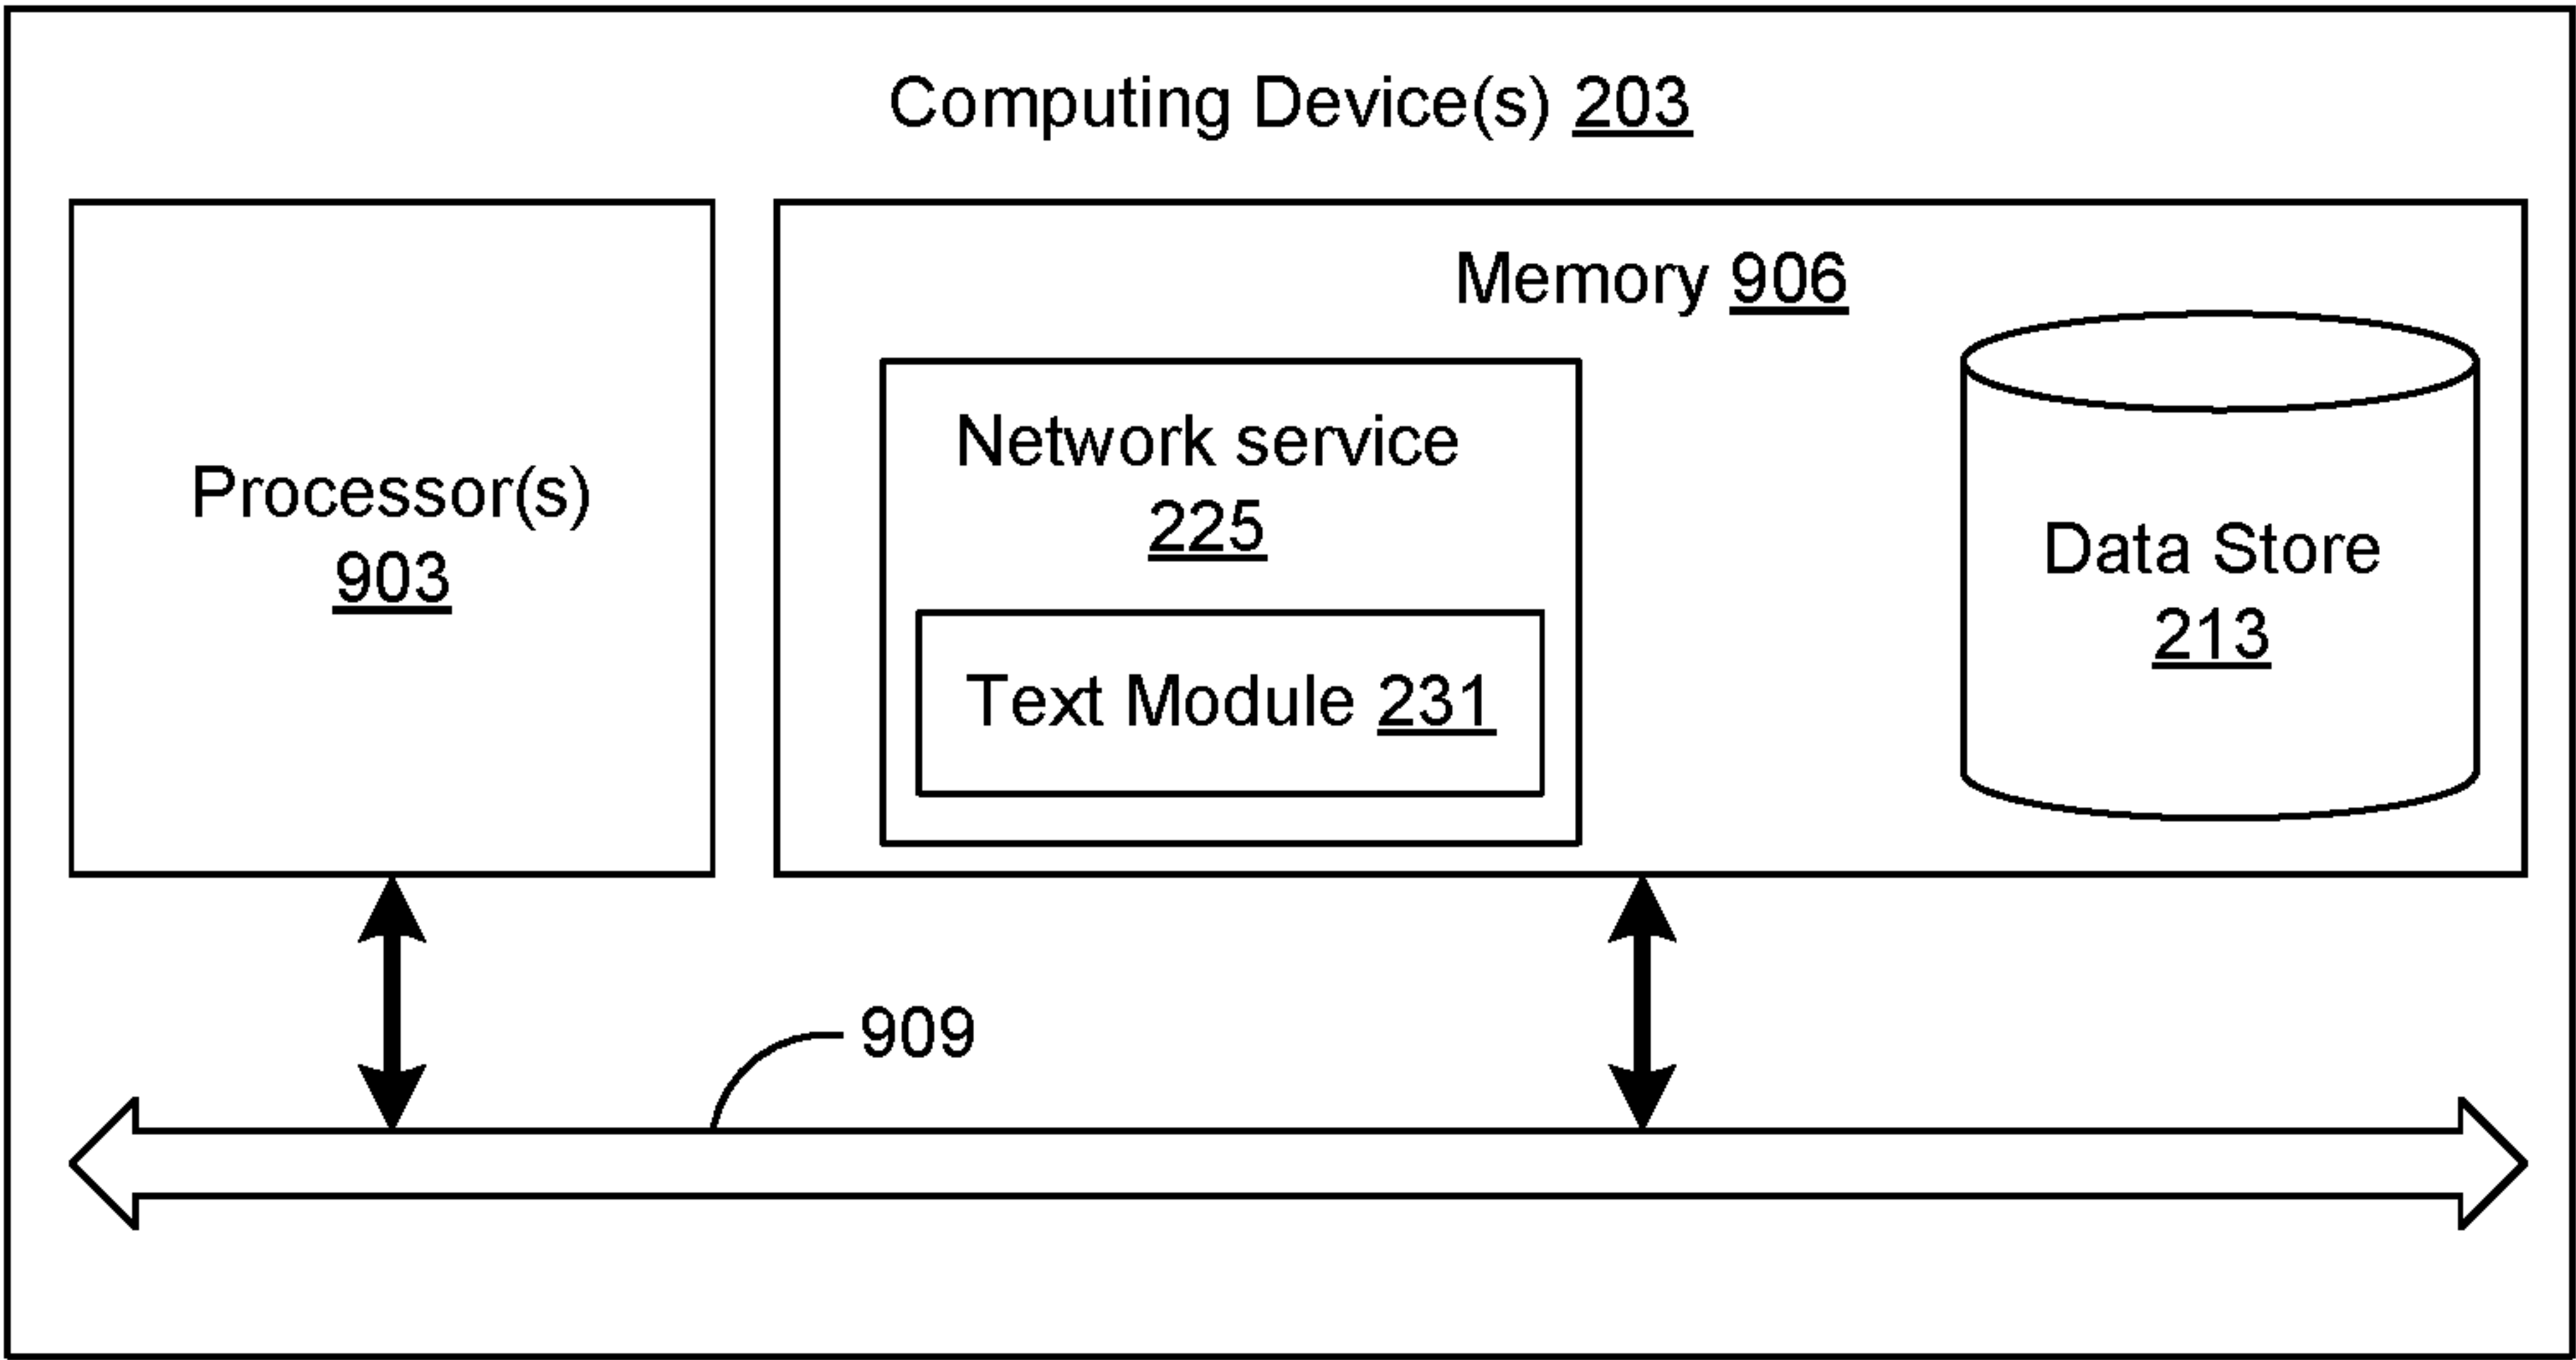 Computing Device(s) 203
Memory 906
Network service
225
Processor(s)
903
Data Store
213
Text Module 231
909